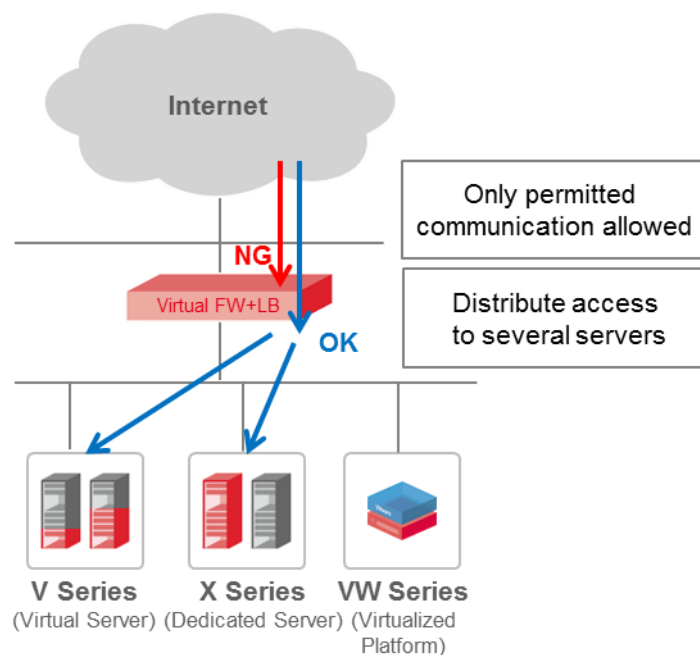 Internet
Only permitted
communication allowed
NG
Virtual FW+LB
Distribute access
to several servers
OK
V Series
(Virtual Server)
X Series
(Dedicated Server)
VW Series
(Virtualized
Platform)